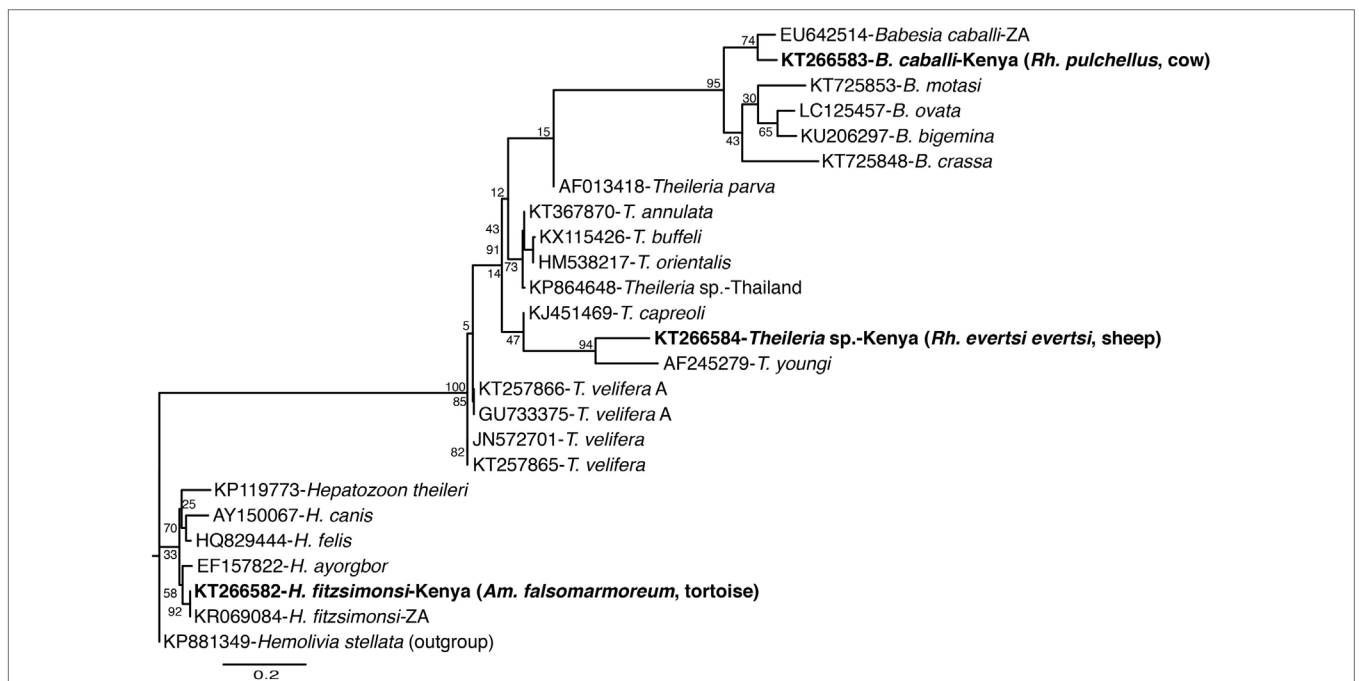 EU642514-Babesia caballi-ZA
74
KT266583-B. caballi-Kenya (Rh. pulchellus, cow)
95
KT725853-B. motasi
30
LC125457-B. ovata
65
KU206297-B. bigemina
43
15
KT725848-B. crassa
AF013418-Theileria parva
12
KT367870-T. annulata
43
KX115426-T. buffeli
91
HM538217-T. orientalis
14
73
KP864648-Theileria sp.-Thailand
KJ451469-T. capreoli
5
47
94
KT266584-Theileria sp.-Kenya (Rh. evertsi evertsi, sheep)
AF245279-T. youngi
100
KT257866-T. velifera A
85
GU733375-T. velifera A
JN572701-T. velifera
82
KT257865-T. velifera
KP119773-Hepatozoon theileri
25
AY150067-H. canis
70
HQ829444-H. felis
33
EF157822-H. ayorgbor
58
KT266582-H. fitzsimonsi-Kenya (Am. falsomarmoreum, tortoise)
92
KR069084-H. fitzsimonsi-ZA
KP881349-Hemolivia stellata (outgroup)
0.2